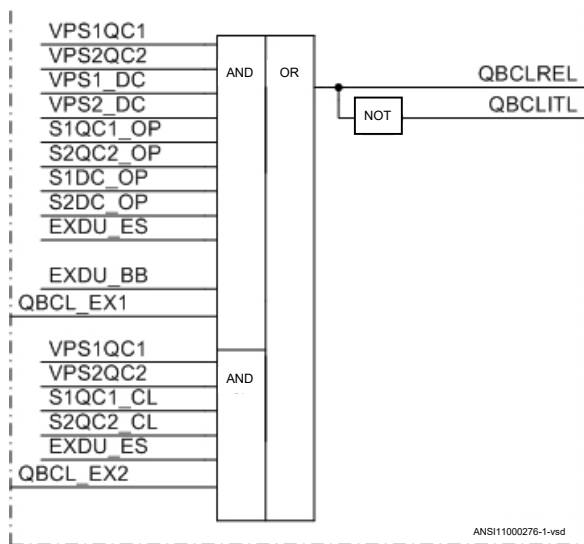 VPS1QC1
VPS2QC2
VPS1_DC
VPS2_DC
S1QC1_OP
S2QC2_OP
S1DC_OP
S2DC_OP
EXDU_ES
EXDU_BB
QBCL_EX1
AND
OR
QBCLREL
NOT
QBCLITL
VPS1QC1
VPS2QC2
S1QC1_CL
S2QC2_CL
EXDU_ES
QBCL_EX2
AND
ANSI11000276-1-vsd